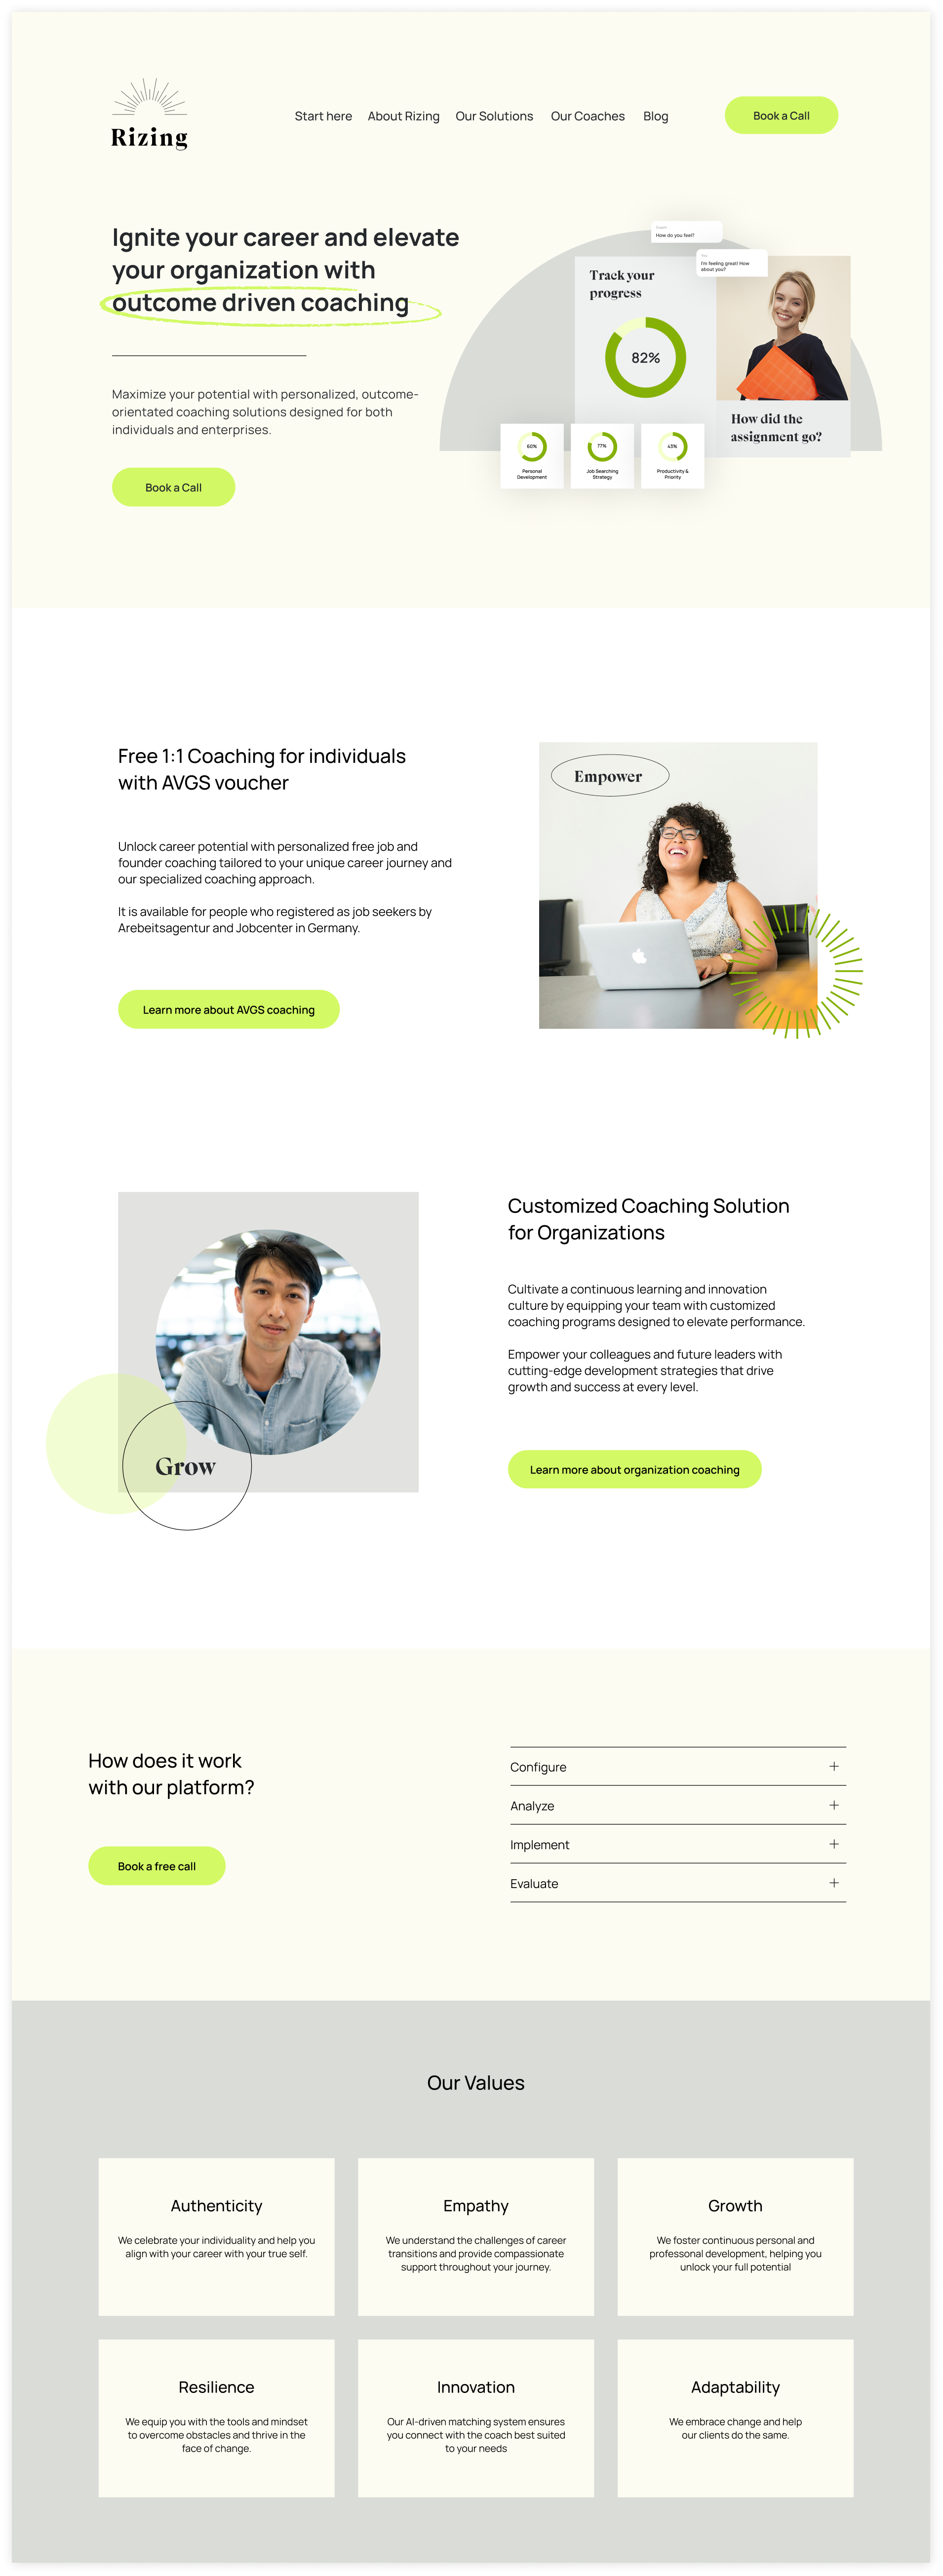 Rizing
Start here
About Rizing
Our Solutions
Our Coaches
Blog
Book a Call
Ignite your career and elevate
your organization with
outcome driven coaching
Maximize your potential with personalized, outcome-
orientated coaching solutions designed for both
individuals and enterprises.
Book a Call
How do you feel?
You
I'm feeling great! How
about you?
Track your
progress
82%
60%
Personal
Development
77%
Job Searching
Strategy
43%
Productivity &
Priority
How did the
assignment go?
Free 1:1 Coaching for individuals
with AVGS voucher
Unlock career potential with personalized free job and
founder coaching tailored to your unique career journey and
our specialized coaching approach.
It is available for people who registered as job seekers by
Arebeitsagentur and Jobcenter in Germany.
Learn more about AVGS coaching
Empower
Grow
Customized Coaching Solution
for Organizations
Cultivate a continuous learning and innovation
culture by equipping your team with customized
coaching programs designed to elevate performance.
Empower your colleagues and future leaders with
cutting-edge development strategies that drive
growth and success at every level.
Learn more about organization coaching
How does it work
with our platform?
Book a free call
Configure +
Analyze +
Implement +
Evaluate +
Our Values
Authenticity
We celebrate your individuality and help you
align with your career with your true self.
Empathy
We understand the challenges of career
transitions and provide compassionate
support throughout your journey.
Growth
We foster continuous personal and
professonal development, helping you
unlock your full potential
Resilience
We equip you with the tools and mindset
to overcome obstacles and thrive in the
face of change.
Innovation
Our AI-driven matching system ensures
you connect with the coach best suited
to your needs
Adaptability
We embrace change and help
our clients do the same.